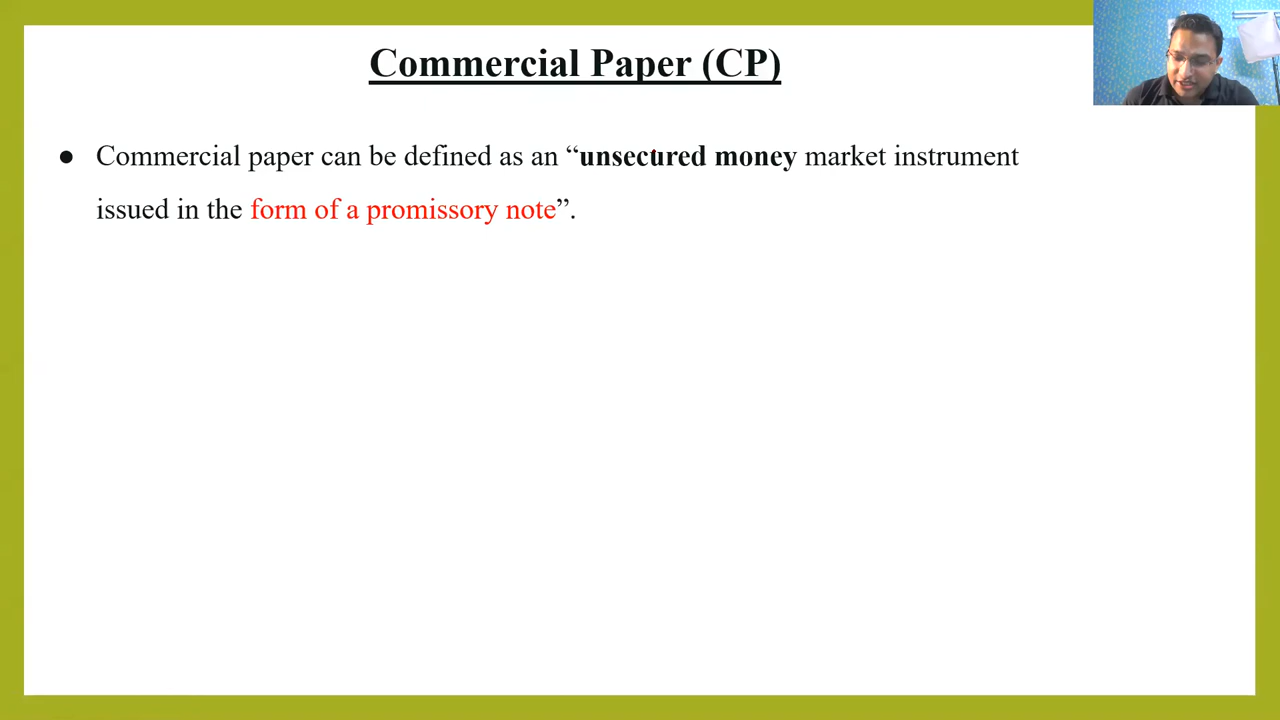 Commercial Paper (CP)
● Commercial paper can be defined as an “unsecured money market instrument
issued in the form of a promissory note”.